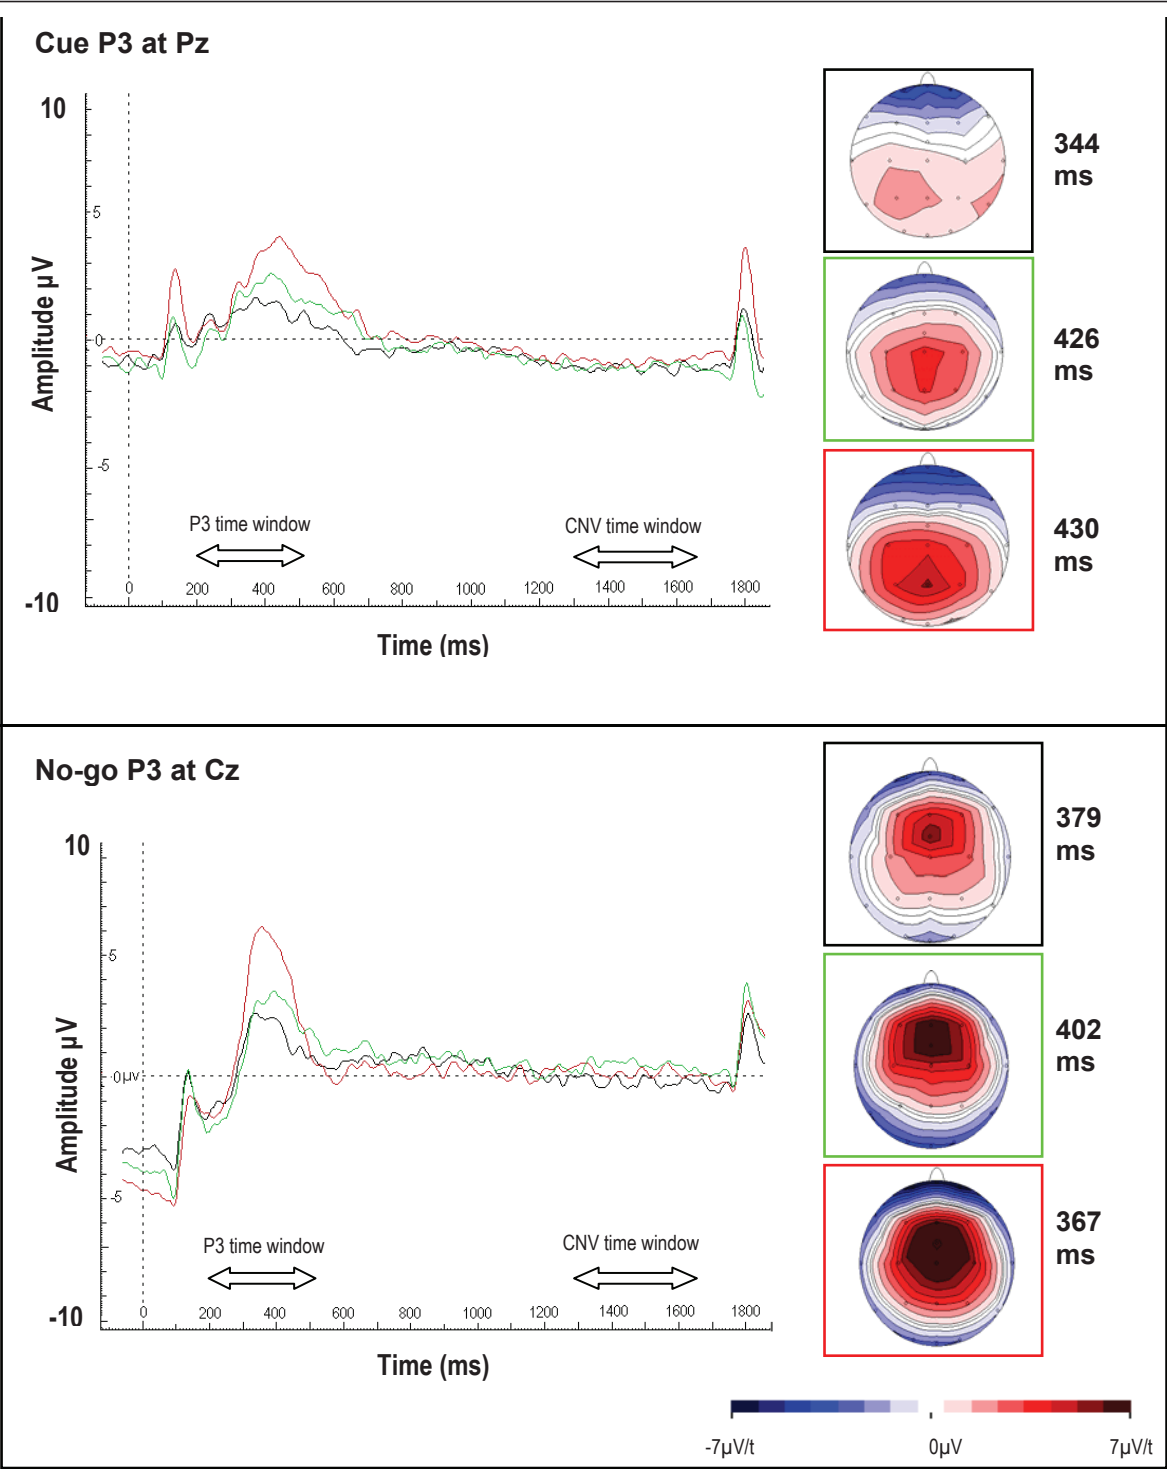 Cue P3 at Pz
10
5
0
-5
-10
Amplitude µV
P3 time window
CNV time window
0 200 400 600 800 1000 1200 1400 1600 1800
Time (ms)
344
ms
426
ms
430
ms
No-go P3 at Cz
10
5
0µV
-5
-10
Amplitude µV
P3 time window
CNV time window
0 200 400 600 800 1000 1200 1400 1600 1800
Time (ms)
379
ms
402
ms
367
ms
-7µV/t 0µV 7µV/t